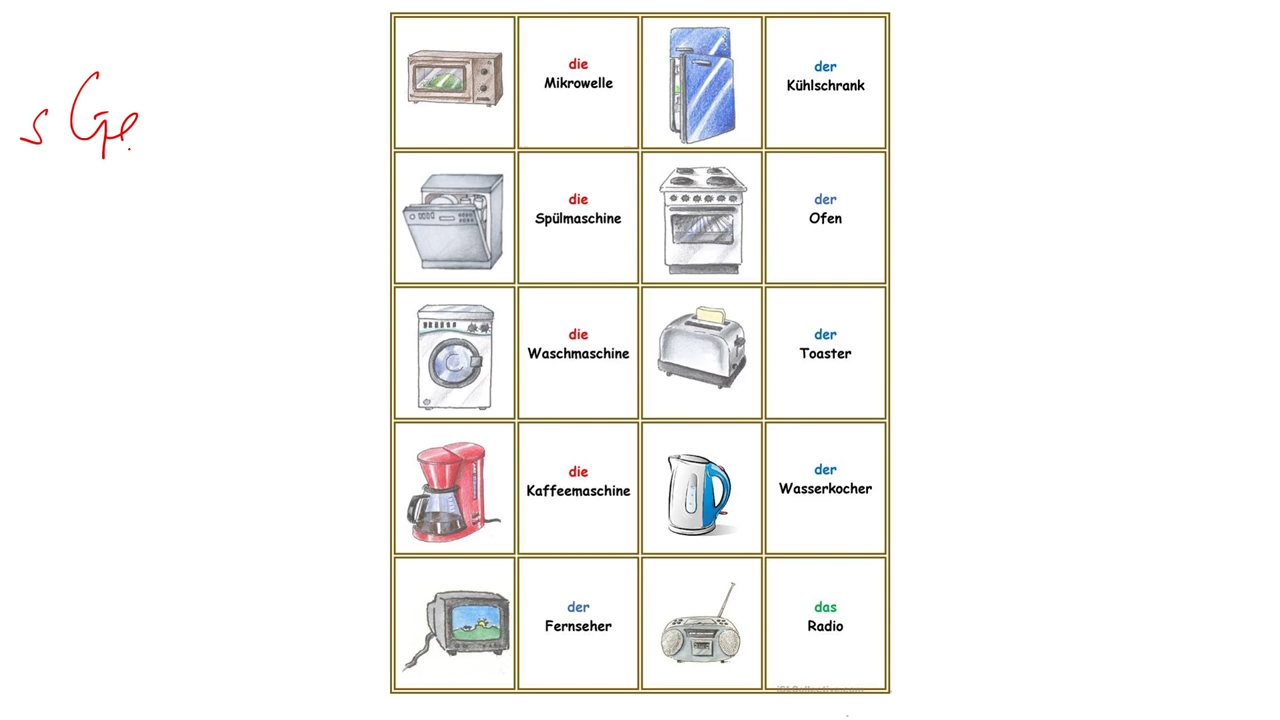 die
Mikrowelle
der
Kühlschrank
die
Spülmaschine
der
Ofen
die
Waschmaschine
der
Toaster
die
Kaffeemaschine
der
Wasserkocher
der
Fernseher
das
Radio